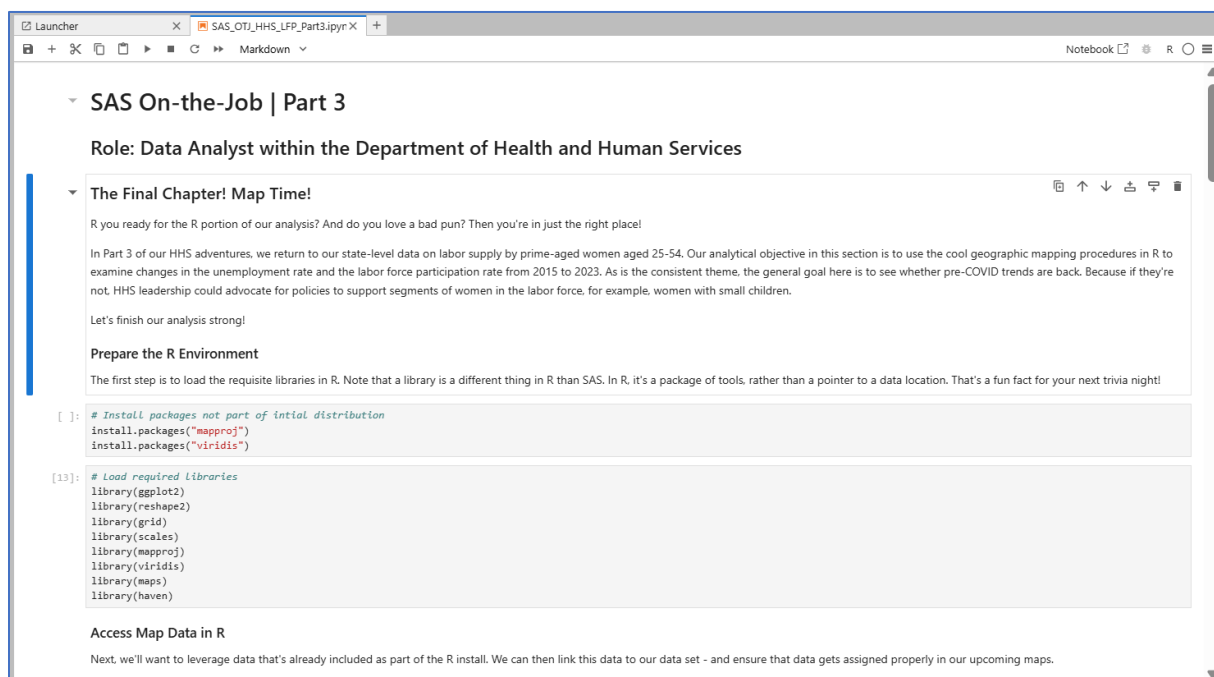 Launcher
SAS_OTJ_HHS_LFP_Part3.ipyn
Markdown
Notebook
R
SAS On-the-Job | Part 3
Role: Data Analyst within the Department of Health and Human Services
The Final Chapter! Map Time!
R you ready for the R portion of our analysis? And do you love a bad pun? Then you're in just the right place!
In Part 3 of our HHS adventures, we return to our state-level data on labor supply by prime-aged women aged 25-54. Our analytical objective in this section is to use the cool geographic mapping procedures in R to
examine changes in the unemployment rate and the labor force participation rate from 2015 to 2023. As is the consistent theme, the general goal here is to see whether pre-COVID trends are back. Because if they're
not, HHS leadership could advocate for policies to support segments of women in the labor force, for example, women with small children.
Let's finish our analysis strong!
Prepare the R Environment
The first step is to load the requisite libraries in R. Note that a library is a different thing in R than SAS. In R, it's a package of tools, rather than a pointer to a data location. That's a fun fact for your next trivia night!
[ ]: # Install packages not part of intial distribution
install.packages("mapproj")
install.packages("viridis")
[13]: # Load required libraries
library(ggplot2)
library(reshape2)
library(grid)
library(scales)
library(mapproj)
library(viridis)
library(maps)
library(haven)
Access Map Data in R
Next, we'll want to leverage data that's already included as part of the R install. We can then link this data to our data set - and ensure that data gets assigned properly in our upcoming maps.